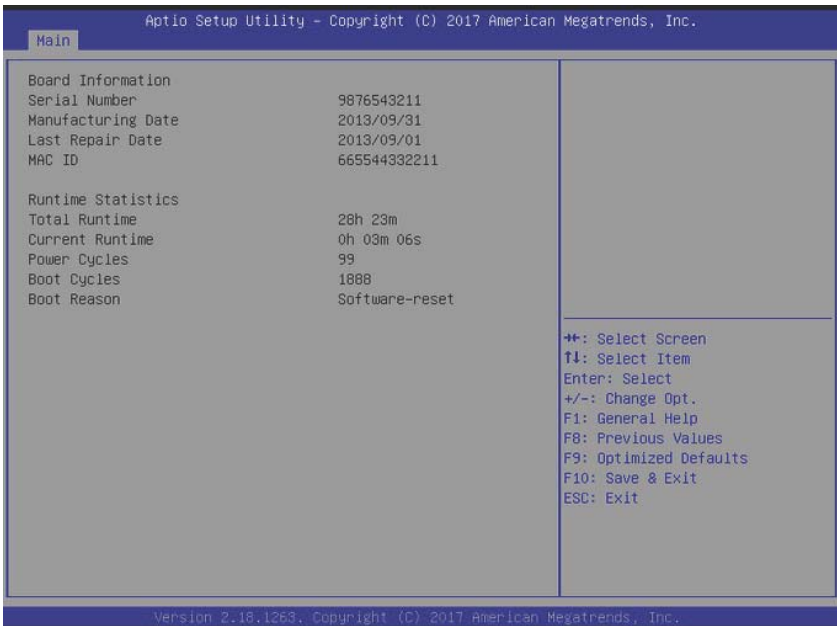 Aptio Setup Utility – Copyright (C) 2017 American Megatrends, Inc.
Main
Board Information
Serial Number 9876543211
Manufacturing Date 2013/09/31
Last Repair Date 2013/09/01
MAC ID 665544332211
Runtime Statistics
Total Runtime 28h 23m
Current Runtime 0h 03m 06s
Power Cycles 99
Boot Cycles 1888
Boot Reason Software-reset
→←: Select Screen
↑↓: Select Item
Enter: Select
+/-: Change Opt.
F1: General Help
F8: Previous Values
F9: Optimized Defaults
F10: Save & Exit
ESC: Exit
Version 2.18.1263. Copyright (C) 2017 American Megatrends, Inc.